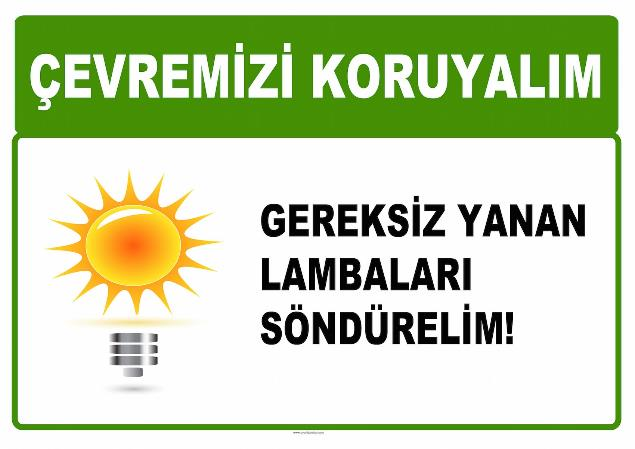 ÇEVREMİZİ KORUYALIM
GEREKSİZ YANAN
LAMBALARI
SÖNDÜRELİM!